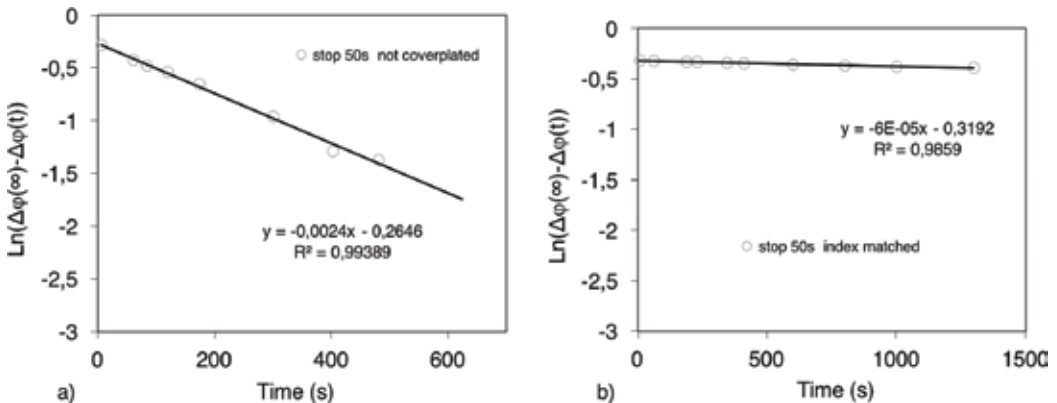 0
-0,5
-1
-1,5
-2
-2,5
-3
Ln(Δφ(∞)-Δφ(t))
stop 50s not coverplated
y = -0,0024x - 0,2646
R² = 0,99389
0 200 400 600
Time (s)
a)
0
-0,5
-1
-1,5
-2
-2,5
-3
Ln(Δφ(∞)-Δφ(t))
y = -6E-05x - 0,3192
R² = 0,9859
stop 50s index matched
0 500 1000 1500
Time (s)
b)